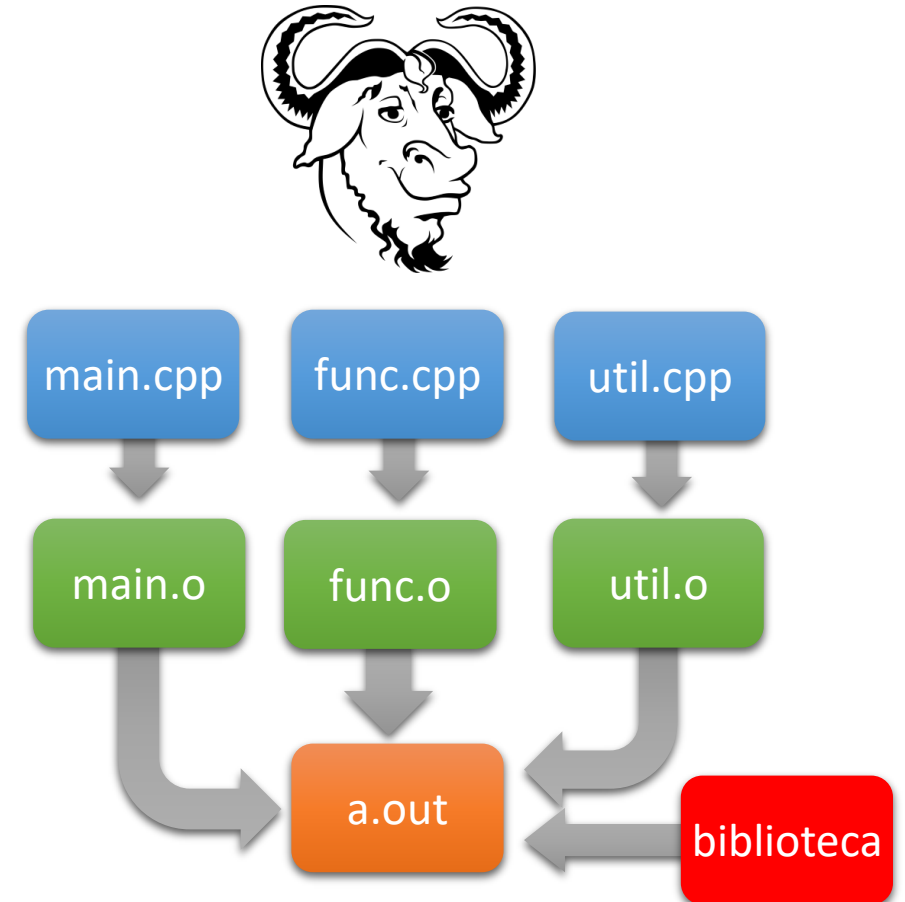 main.cpp
func.cpp
util.cpp
main.o
func.o
util.o
a.out
biblioteca